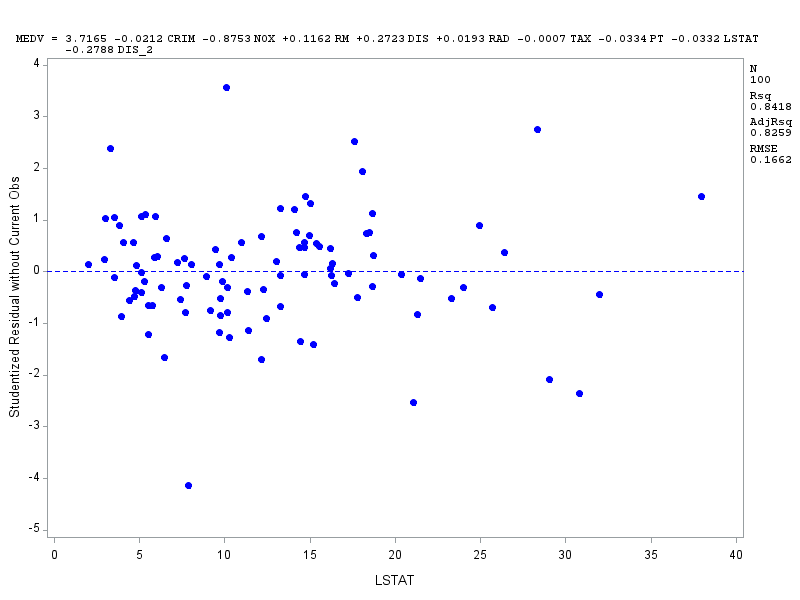 MEDV = 3.7165 -0.0212 CRIM -0.8753 NOX +0.1162 RM +0.2723 DIS +0.0193 RAD -0.0007 TAX -0.0334 PT -0.0332 LSTAT
-0.2788 DIS_2
N
100
Rsq
0.8418
AdjRsq
0.8259
RMSE
0.1662
Studentized Residual without Current Obs
4
3
2
1
0
-1
-2
-3
-4
-5
0 5 10 15 20 25 30 35 40
LSTAT